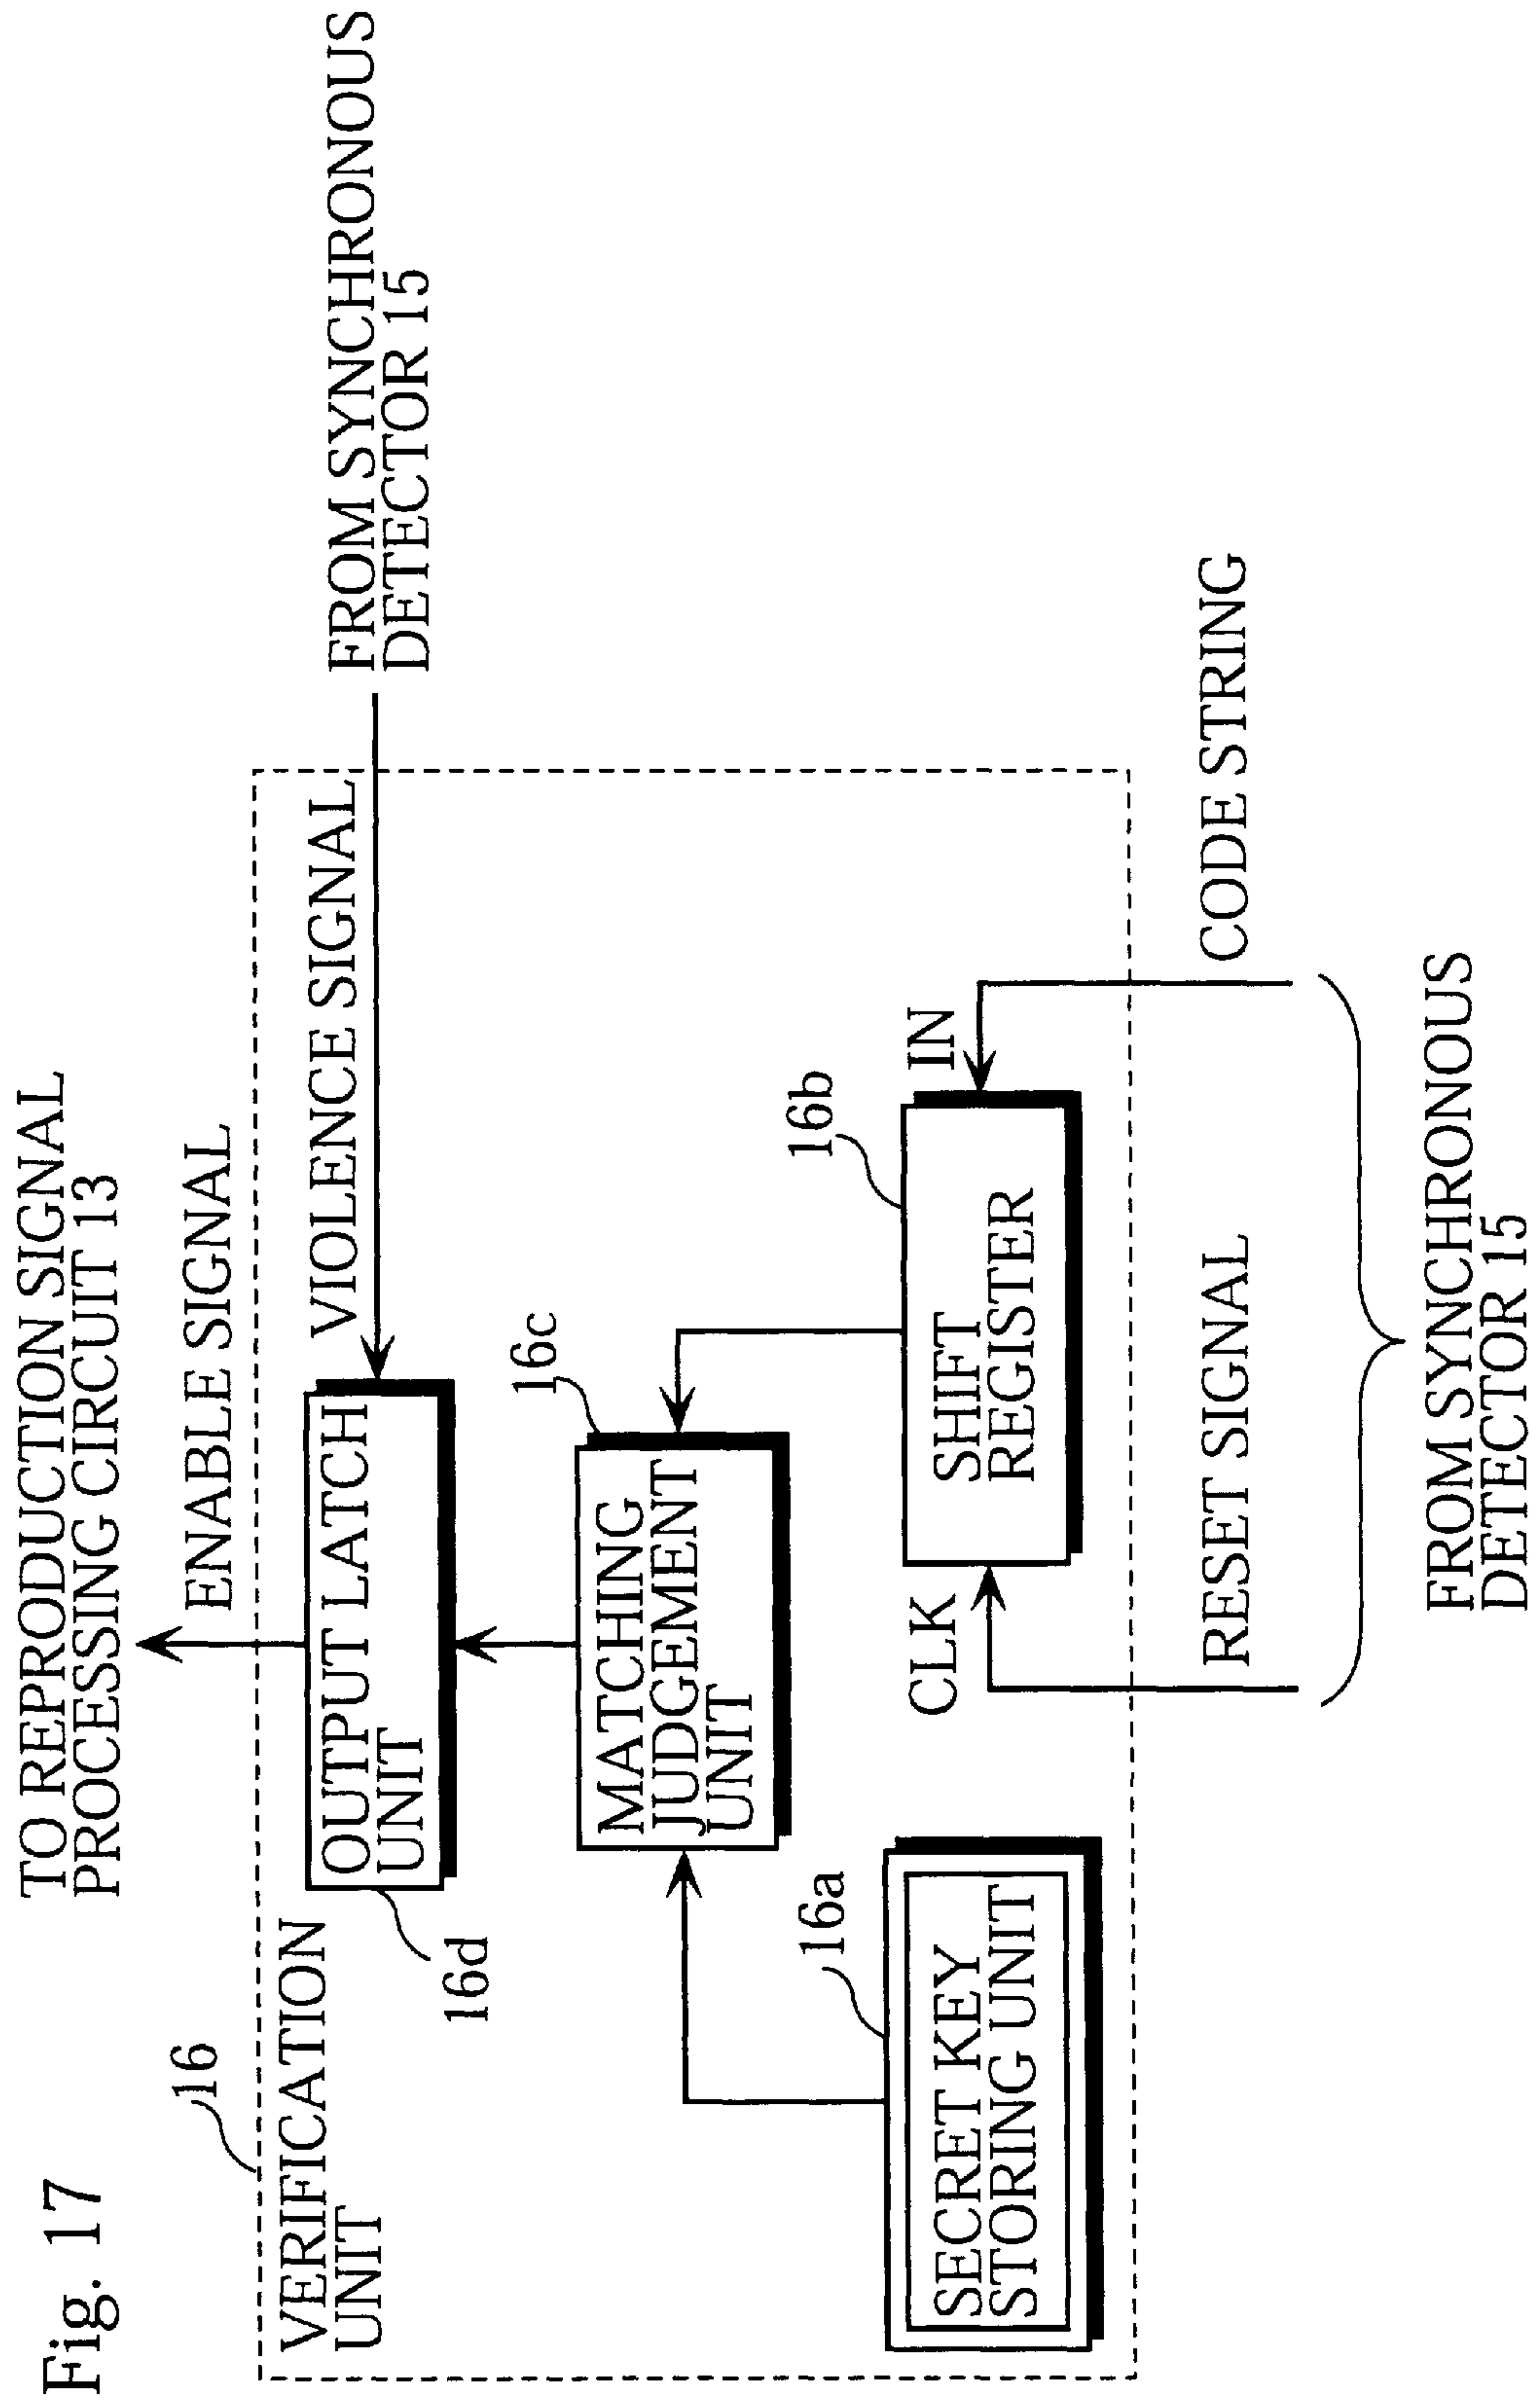 Fig. 17
TO REPRODUCTION SIGNAL
PROCESSING CIRCUIT 13
ENABLE SIGNAL
16
VERIFICATION
UNIT
OUTPUT LATCH
UNIT
16d
VIOLENCE SIGNAL
FROM SYNCHRONOUS
DETECTOR 15
MATCHING
JUDGEMENT
UNIT
16c
16a
SECRET KEY
STORING UNIT
CLK
SHIFT
REGISTER
16b
IN
RESET SIGNAL
CODE STRING
FROM SYNCHRONOUS
DETECTOR 15